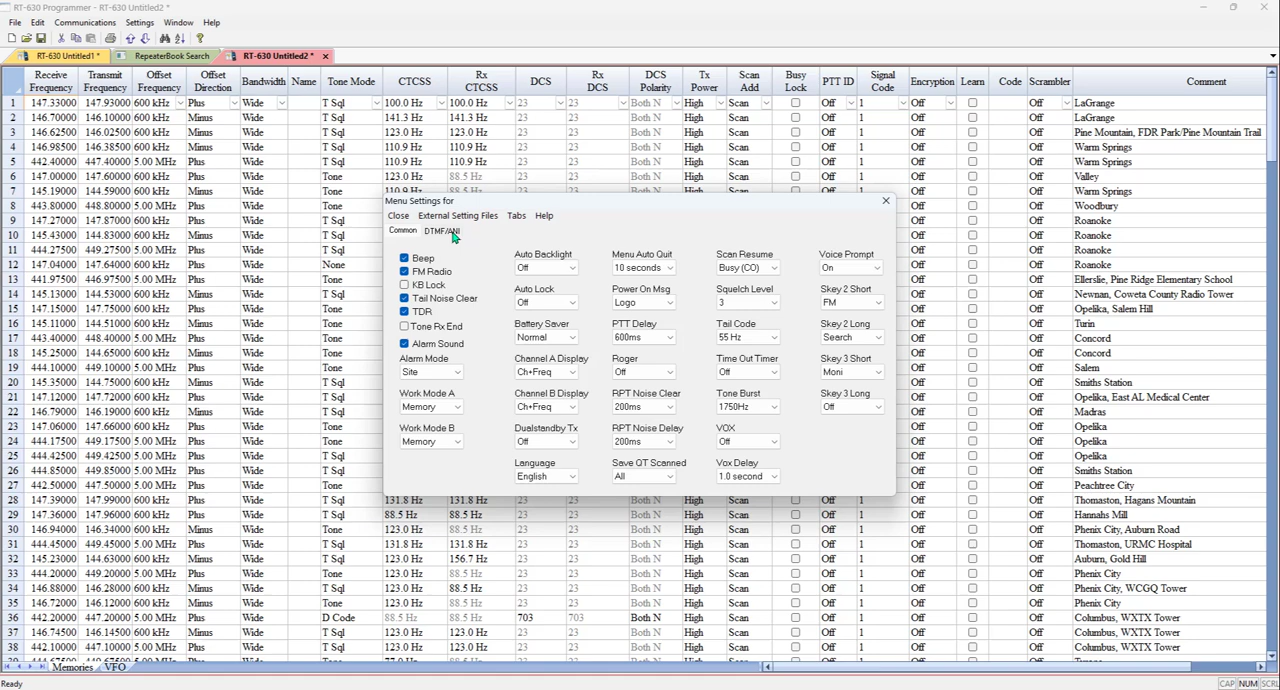 RT-630 Programmer - RT-630 Untitled2 *
File Edit Communications Settings Window Help
RT-630 Untitled1 * RepeaterBook Search RT-630 Untitled2 *
Receive Frequency Transmit Frequency Offset Frequency Offset Direction Bandwidth Name Tone Mode CTCSS Rx CTCSS DCS Rx DCS DCS Polarity Tx Power Scan Add Busy Lock PTT ID Signal Code Encryption Learn Code Scrambler Comment
1 147.33000 147.93000 600 kHz Plus Wide T Sql 100.0 Hz 100.0 Hz 23 23 Both N High Scan Off 1 Off Off LaGrange
2 146.70000 146.10000 600 kHz Minus Wide T Sql 141.3 Hz 141.3 Hz 23 23 Both N High Scan Off 1 Off Off LaGrange
3 146.62500 146.02500 600 kHz Minus Wide T Sql 123.0 Hz 123.0 Hz 23 23 Both N High Scan Off 1 Off Off Pine Mountain, FDR Park/Pine Mountain Trail
4 146.98500 146.38500 600 kHz Minus Wide T Sql 110.9 Hz 110.9 Hz 23 23 Both N High Scan Off 1 Off Off Warm Springs
5 442.40000 447.40000 5.00 MHz Plus Wide T Sql 110.9 Hz 110.9 Hz 23 23 Both N High Scan Off 1 Off Off Warm Springs
6 147.00000 147.60000 600 kHz Plus Wide Tone 123.0 Hz 88.5 Hz 23 23 Both N High Scan Off 1 Off Off Valley
7 145.19000 144.59000 600 kHz Minus Wide Tone 110.9 Hz 88.5 Hz 23 23 Both N High Scan Off 1 Off Off Warm Springs
8 443.80000 448.80000 5.00 MHz Plus Wide Tone Off Off Woodbury
9 147.27000 147.87000 600 kHz Plus Wide T Sql Off Off Roanoke
10 145.43000 144.83000 600 kHz Minus Wide Tone Off Off Roanoke
11 444.27500 449.27500 5.00 MHz Plus Wide Tone Off Off Roanoke
12 147.04000 147.64000 600 kHz Plus Wide None Off Off Roanoke
13 441.97500 446.97500 5.00 MHz Plus Wide Tone Off Off Ellerslie, Pine Ridge Elementary School
14 145.13000 144.53000 600 kHz Minus Wide Tone Off Off Newnan, Coweta County Radio Tower
15 147.15000 147.75000 600 kHz Plus Wide Tone Off Off Opelika, Salem Hill
16 145.11000 144.51000 600 kHz Minus Wide Tone Off Off Turin
17 443.40000 448.40000 5.00 MHz Plus Wide Tone Off Off Concord
18 145.25000 144.65000 600 kHz Minus Wide Tone Off Off Concord
19 444.10000 449.10000 5.00 MHz Plus Wide Tone Off Off Salem
20 145.35000 144.75000 600 kHz Minus Wide T Sql Off Off Smiths Station
21 147.12000 147.72000 600 kHz Plus Wide T Sql Off Off Opelika, East AL Medical Center
22 146.79000 146.19000 600 kHz Minus Wide Tone Off Off Madras
23 147.06000 147.66000 600 kHz Plus Wide Tone Off Off Opelika
24 444.17500 449.17500 5.00 MHz Plus Wide T Sql Off Off Opelika
25 444.42500 449.42500 5.00 MHz Plus Wide T Sql Off Off Opelika
26 444.85000 449.85000 5.00 MHz Plus Wide T Sql Off Off Smiths Station
27 442.50000 447.50000 5.00 MHz Plus Wide Tone Off Off Peachtree City
28 147.39000 147.99000 600 kHz Plus Wide T Sql 131.8 Hz 131.8 Hz 23 23 Both N High Scan Off 1 Off Off Thomaston, Hagans Mountain
29 147.36000 147.96000 600 kHz Plus Wide T Sql 88.5 Hz 88.5 Hz 23 23 Both N High Scan Off 1 Off Off Hannahs Mill
30 146.94000 146.34000 600 kHz Minus Wide Tone 123.0 Hz 88.5 Hz 23 23 Both N High Scan Off 1 Off Off Phenix City, Auburn Road
31 444.45000 449.45000 5.00 MHz Plus Wide T Sql 131.8 Hz 131.8 Hz 23 23 Both N High Scan Off 1 Off Off Thomaston, URMC Hospital
32 145.23000 144.63000 600 kHz Minus Wide T Sql 123.0 Hz 156.7 Hz 23 23 Both N High Scan Off 1 Off Off Auburn, Gold Hill
33 444.20000 449.20000 5.00 MHz Plus Wide Tone 123.0 Hz 88.5 Hz 23 23 Both N High Scan Off 1 Off Off Phenix City
34 146.88000 146.28000 600 kHz Minus Wide T Sql 123.0 Hz 88.5 Hz 23 23 Both N High Scan Off 1 Off Off Phenix City, WCGQ Tower
35 146.72000 146.12000 600 kHz Minus Wide Tone 123.0 Hz 88.5 Hz 23 23 Both N High Scan Off 1 Off Off Phenix City
36 442.20000 447.20000 5.00 MHz Plus Wide D Code 88.5 Hz 88.5 Hz 703 703 Both N High Scan Off 1 Off Off Columbus, WXTX Tower
37 146.74500 146.14500 600 kHz Minus Wide T Sql 123.0 Hz 123.0 Hz 23 23 Both N High Scan Off 1 Off Off Columbus, WXTX Tower
38 442.10000 447.10000 5.00 MHz Plus Wide T Sql 123.0 Hz 123.0 Hz 23 23 Both N High Scan Off 1 Off Off Columbus, WXTX Tower
Menu Settings for
Close External Setting Files Tabs Help
Common DTMF/ANI
Beep
FM Radio
KB Lock
Tail Noise Clear
TDR
Tone Rx End
Alarm Sound
Alarm Mode
Site
Work Mode A
Memory
Work Mode B
Memory
Auto Backlight
Off
Auto Lock
Off
Battery Saver
Normal
Channel A Display
Ch+Freq
Channel B Display
Ch+Freq
Dualstandby Tx
Off
Language
English
Menu Auto Quit
10 seconds
Power On Msg
Logo
PTT Delay
600ms
Roger
Off
RPT Noise Clear
200ms
RPT Noise Delay
200ms
Save QT Scanned
All
Scan Resume
Busy (CO)
Squelch Level
3
Tail Code
55 Hz
Time Out Timer
Off
Tone Burst
1750Hz
VOX
Off
Vox Delay
1.0 second
Voice Prompt
On
Skey 2 Short
FM
Skey 2 Long
Search
Skey 3 Short
Moni
Skey 3 Long
Off
Memories VFO
Ready CAP NUM SCRL